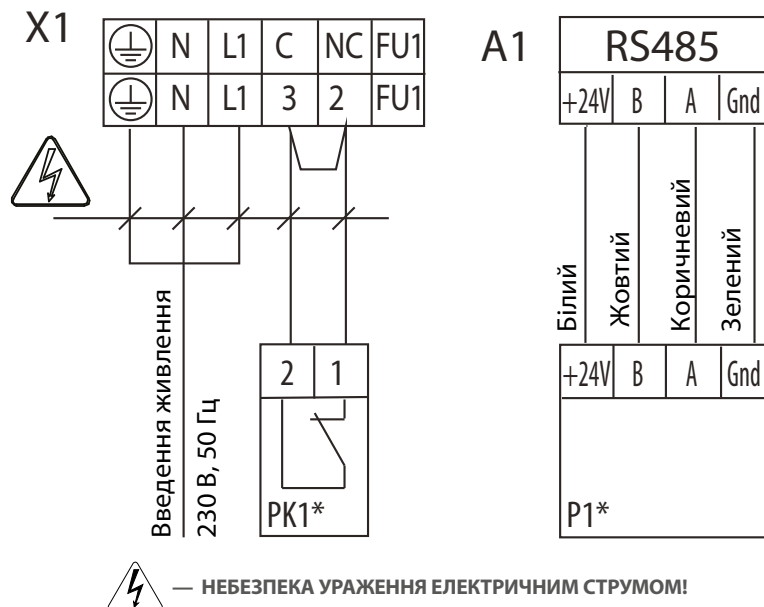 X1
N L1 C NC FU1
N L1 3 2 FU1
A1
RS485
+24V B A Gnd
Білий
Жовтий
Коричневий
Зелений
+24V B A Gnd
P1*
Введення живлення
230 В, 50 Гц
2 1
PK1*
— НЕБЕЗПЕКА УРАЖЕННЯ ЕЛЕКТРИЧНИМ СТРУМОМ!